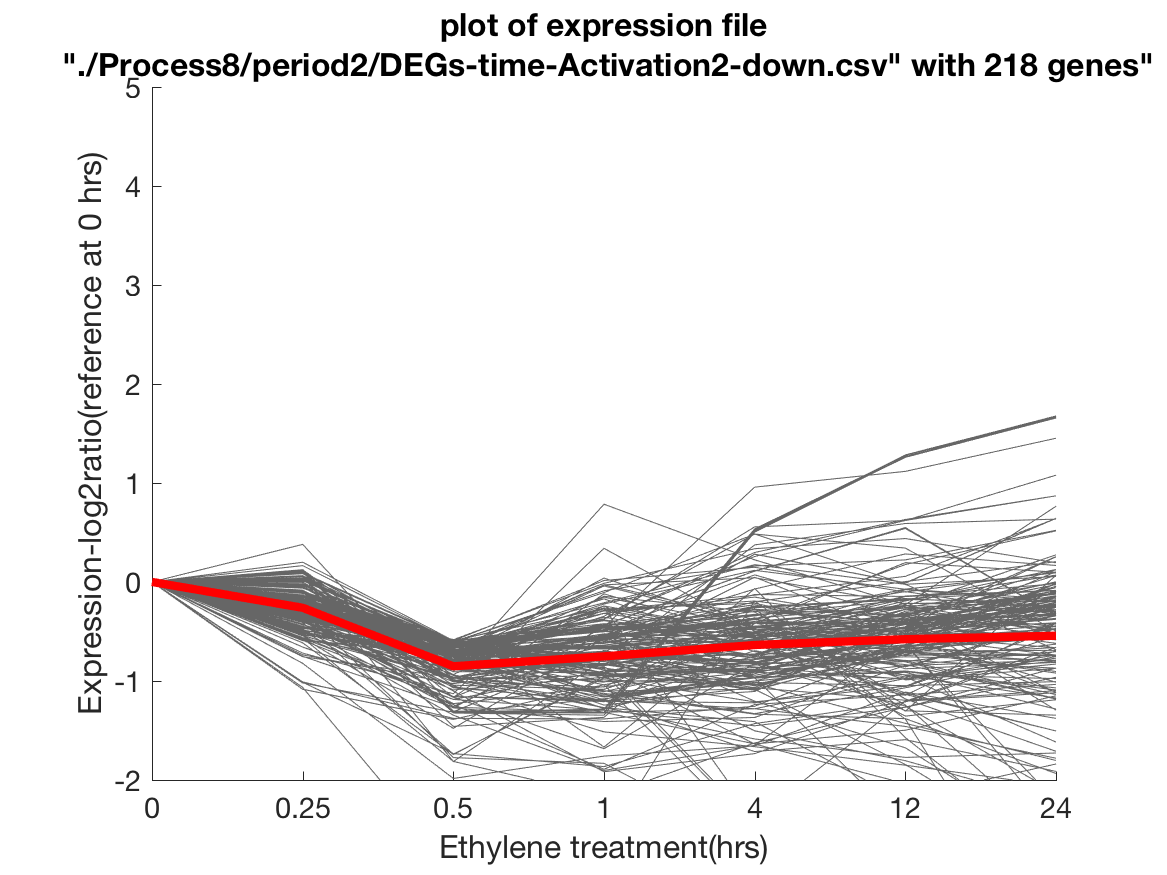 plot of expression file
"./Process8/period2/DEGs-time-Activation2-down.csv" with 218 genes"
5
4
3
2
1
0
-1
-2
Expression-log2ratio(reference at 0 hrs)
0 0.25 0.5 1 4 12 24
Ethylene treatment(hrs)